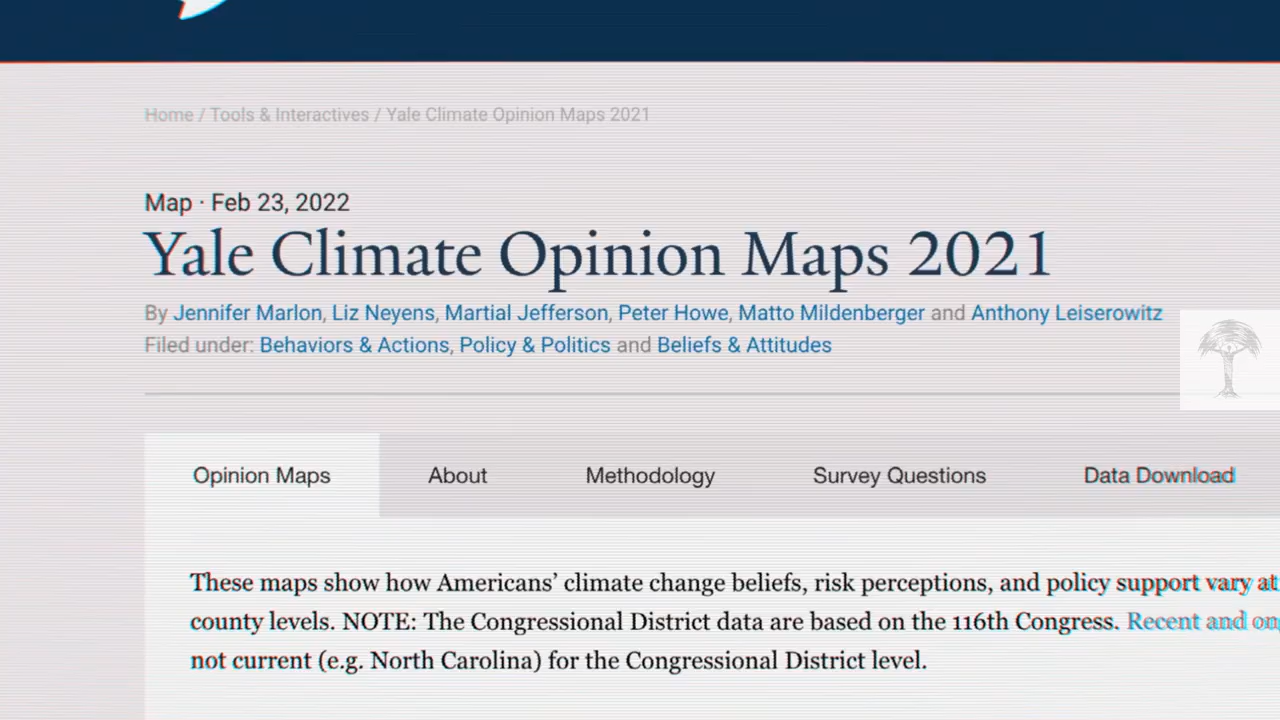 Home / Tools & Interactives / Yale Climate Opinion Maps 2021
Map · Feb 23, 2022
Yale Climate Opinion Maps 2021
By Jennifer Marlon, Liz Neyens, Martial Jefferson, Peter Howe, Matto Mildenberger and Anthony Leiserowitz
Filed under: Behaviors & Actions, Policy & Politics and Beliefs & Attitudes
Opinion Maps About Methodology Survey Questions Data Download
These maps show how Americans’ climate change beliefs, risk perceptions, and policy support vary at
county levels. NOTE: The Congressional District data are based on the 116th Congress. Recent and
not current (e.g. North Carolina) for the Congressional District level.